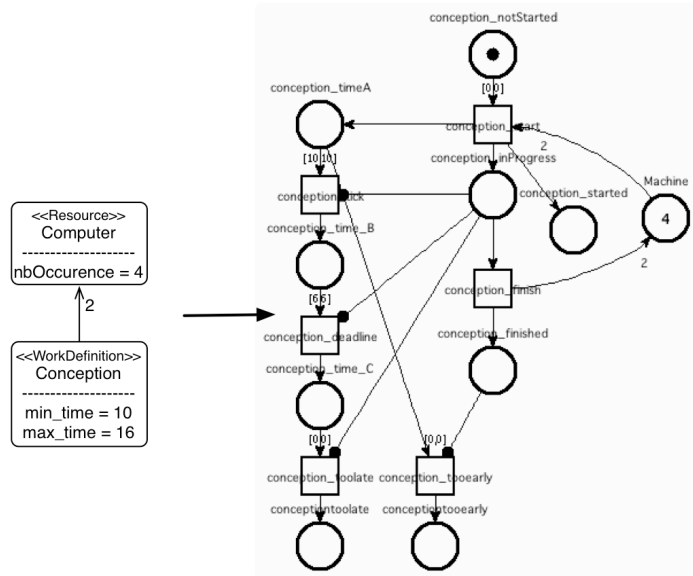 <<Resource>>
Computer
--------------------
nbOccurence = 4
2
<<WorkDefinition>>
Conception
--------------------
min_time = 10
max_time = 16
conception_notStarted
[0,0]
conception_timeA
conception_start
2
[10,10]
conception_inProgress
Machine
conception_tick
conception_started
4
conception_time_B
2
[6,6]
conception_finish
conception_deadline
conception_finished
conception_time_C
[0,0]
[0,0]
conception_toolate
conception_tooearly
conceptiontoolate
conceptiontooearly